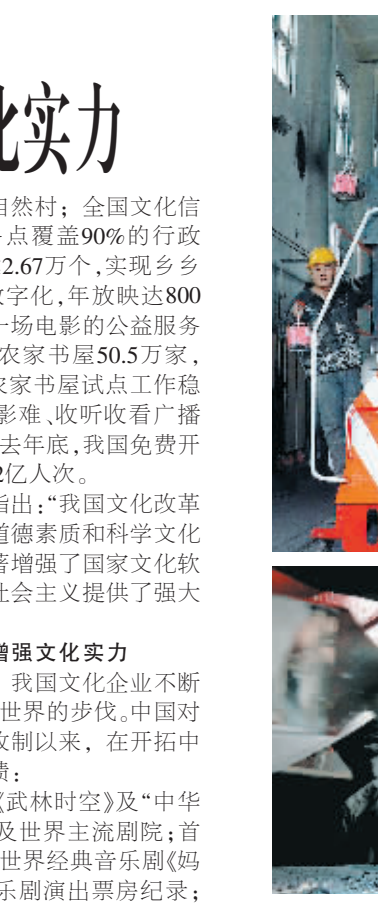 化实力
自然村；全国文化信
点覆盖90%的行政
2.67万个,实现乡乡
数字化,年放映达800
一场电影的公益服务
农家书屋50.5万家，
农家书屋试点工作稳
影难、收听收看广播
去年底,我国免费开
2亿人次。
指出：“我国文化改革
道德素质和科学文化
著增强了国家文化软
社会主义提供了强大
增强文化实力
我国文化企业不断
世界的步伐。中国对
改制以来，在开拓中
绩：
《武林时空》及“中华
及世界主流剧院；首
世界经典音乐剧《妈
乐剧演出票房纪录；